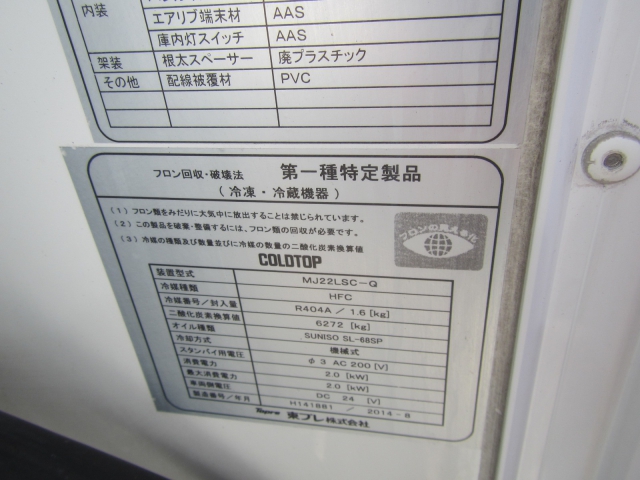 内装
エアリブ端末材 AAS
庫内灯スイッチ AAS
架装 根太スペーサー 廃プラスチック
その他 配線被覆材 PVC
フロン回収・破壊法 第一種特定製品
(冷凍・冷蔵機器)
(1) フロン類をみだりに大気中に放出することは禁じられています。
(2) この製品を破棄・整備するには、フロン類の回収が必要です。
(3) 冷媒の種類及び数量並びに冷媒の数量の二酸化炭素換算値
フロンの見える化
COLDTOP
装置型式 MJ22LSC-Q
冷媒種類 HFC
冷媒番号/封入量 R404A / 1.6 [kg]
二酸化炭素換算値 6272 [kg]
オイル種類 SUNISO SL-68SP
冷却方式 機械式
スタンバイ用電圧 φ3 AC 200 [V]
消費電力 2.0 [kW]
最大消費電力 2.0 [kW]
車両側電圧 DC 24 [V]
製造番号/年月 H141881 / 2014-8
Topre 東プレ株式会社